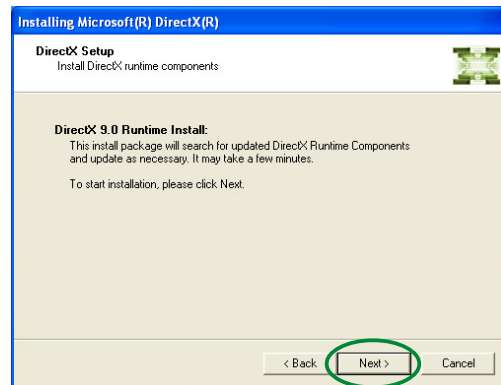 Installing Microsoft(R) DirectX(R)
DirectX Setup
Install DirectX runtime components
DirectX 9.0 Runtime Install:
This install package will search for updated DirectX Runtime Components
and update as necessary. It may take a few minutes.
To start installation, please click Next.
< Back
Next >
Cancel